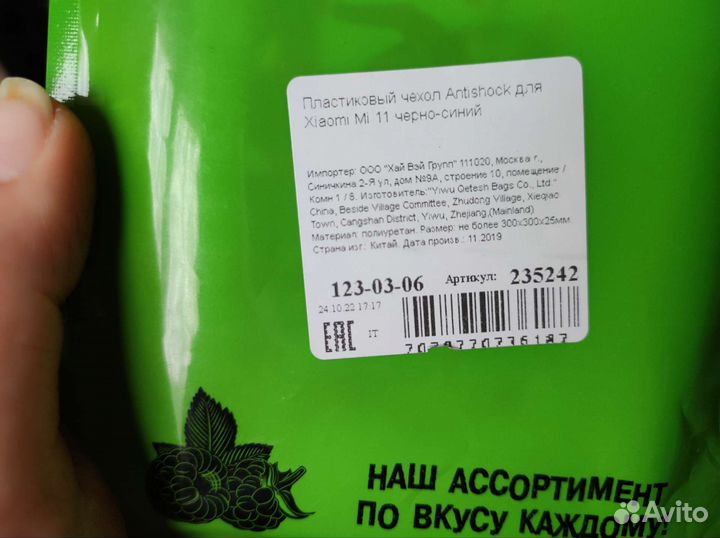 Пластиковый чехол Antishock для
Xiaomi Mi 11 черно-синий
Импортер: ООО "Хай Вэй Групп" 111020, Москва г.,
Синичкина 2-Я ул, дом №9А, строение 10, помещение /
Комн 1 / 8. Изготовитель:"Yiwu Qetesh Bags Co., Ltd."
China, Beside Village Committee, Zhudong Village, Xieqiao
Town, Cangshan District, Yiwu, Zhejiang,(Mainland)
Материал: полиуретан. Размер: не более 300х300х25мм
Страна изг.: Китай. Дата произв.: 11.2019
123-03-06 Артикул: 235242
24.10.22 17:17
EAC 1T
НАШ АССОРТИМЕНТ
ПО ВКУСУ КАЖДОМУ!
Avito